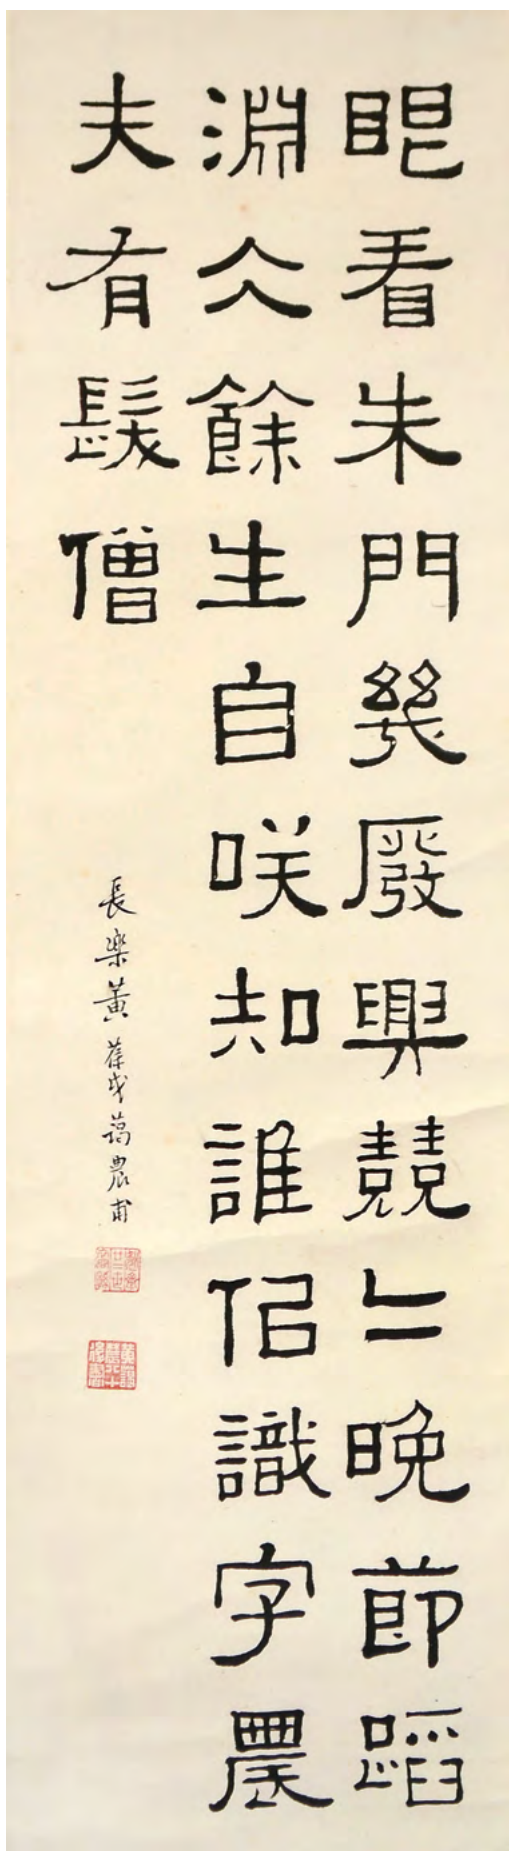 眼看朱門幾廢興兢〻晚節蹈
淵仌餘生自咲知誰侣識字農
夫有髮僧
長樂黃葆戉藹農甫